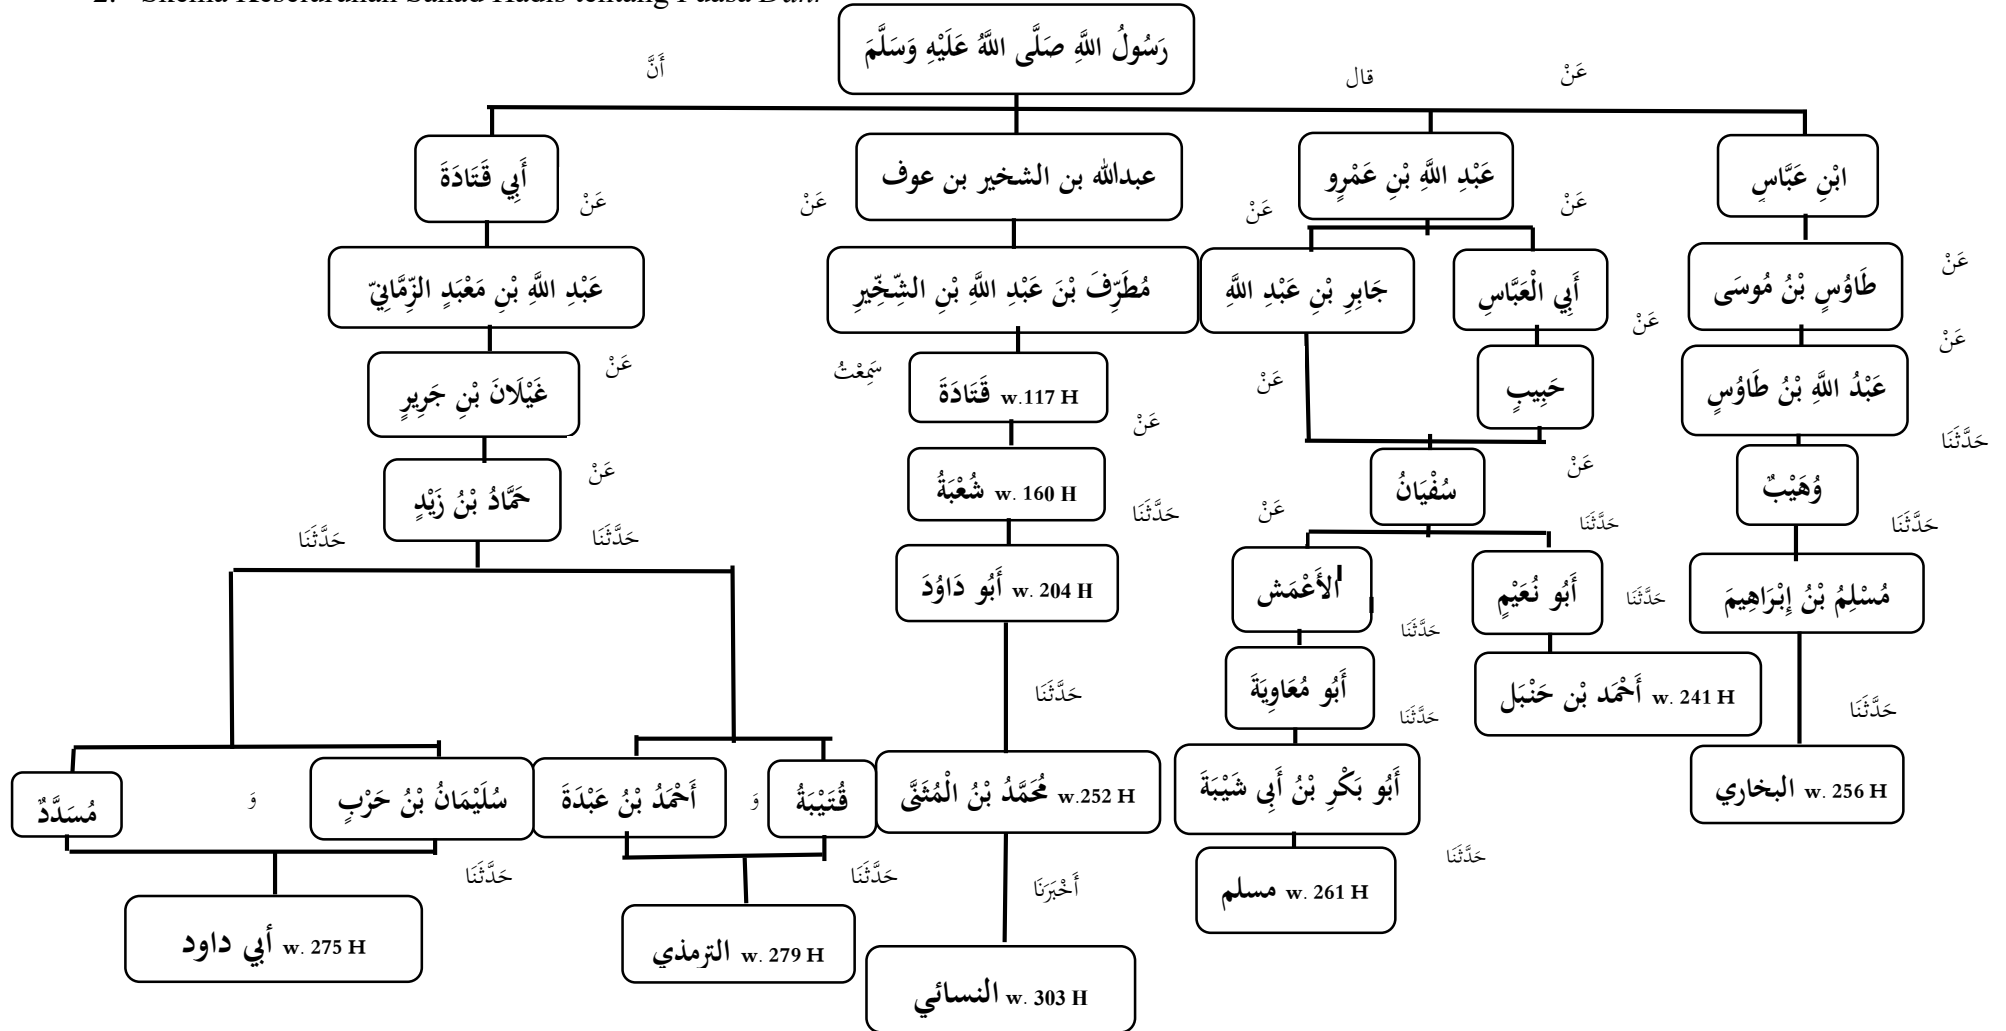 2. Skema Keseluruhan Sanad Hadis tentang Puasa
رَسُولُ اللَّهِ صَلَّى اللَّهُ عَلَيْهِ وَسَلَّمَ
عَنْ
قال
أَنَّ
ابْنِ عَبَّاسٍ
عَبْدِ اللَّهِ بْنِ عَمْرٍو
عبدالله بن الشخير بن عوف
أَبِي قَتَادَةَ
عَنْ
عَنْ
عَنْ
عَنْ
طَاوُسٍ بْنُ مُوسَى
أَبِي الْعَبَّاسِ
جَابِرِ بْنِ عَبْدِ اللَّهِ
مُطَرِّفَ بْنَ عَبْدِ اللَّهِ بْنِ الشِّخِّيرِ
عَبْدِ اللَّهِ بْنِ مَعْبَدٍ الزِّمَّانِيّ
عَنْ
عَنْ
عَنْ
عَنْ
سَمِعْتُ
عَنْ
عَبْدُ اللَّهِ بْنُ طَاوُسٍ
حَبِيبٍ
قَتَادَةَ w.117 H
غَيْلَانَ بْنِ جَرِيرٍ
حَدَّثَنَا
عَنْ
عَنْ
عَنْ
وُهَيْبٌ
سُفْيَانُ
شُعْبَةُ w. 160 H
حَمَّادُ بْنُ زَيْدٍ
حَدَّثَنَا
حَدَّثَنَا
عَنْ
حَدَّثَنَا
حَدَّثَنَا
حَدَّثَنَا
مُسْلِمُ بْنُ إِبْرَاهِيمَ
حَدَّثَنَا
أَبُو نُعَيْمٍ
الأَعْمَش
أَبُو دَاوُدَ w. 204 H
حَدَّثَنَا
أَحْمَد بْن حَنْبَل w. 241 H
أَبُو مُعَاوِيَةَ
حَدَّثَنَا
حَدَّثَنَا
حَدَّثَنَا
البخاري w. 256 H
أَبُو بَكْرِ بْنُ أَبِى شَيْبَةَ
مُحَمَّدُ بْنُ الْمُثَنَّى w.252 H
قُتَيْبَةُ
وَ
أَحْمَدُ بْنُ عَبْدَةَ
سُلَيْمَانُ بْنُ حَرْبٍ
وَ
مُسَدَّدٌ
حَدَّثَنَا
أَخْبَرَنَا
حَدَّثَنَا
حَدَّثَنَا
مسلم w. 261 H
النسائي w. 303 H
الترمذي w. 279 H
أبي داود w. 275 H